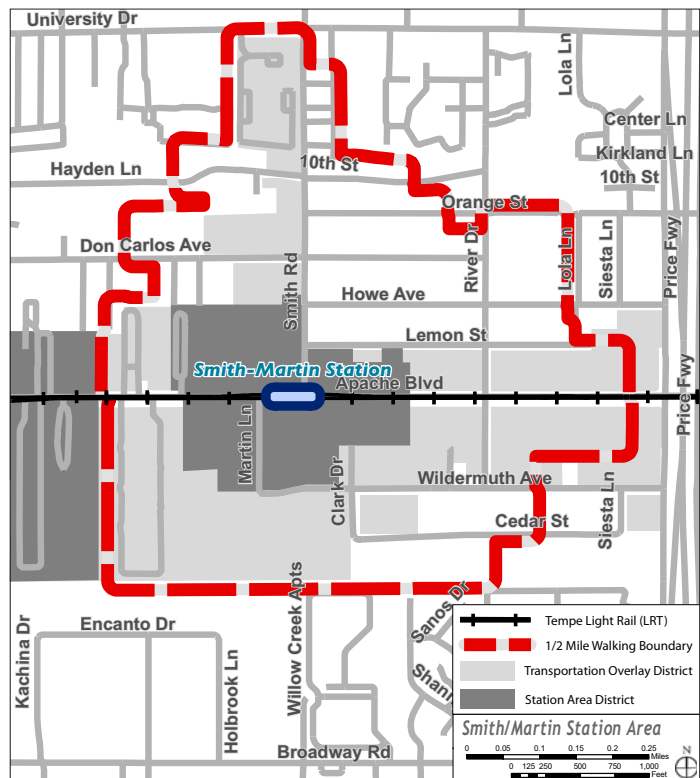 University Dr
Lola Ln
Center Ln
Kirkland Ln
10th St
Hayden Ln
10th St
Orange St
Don Carlos Ave
River Dr
Lola Ln
Siesta Ln
Price Fwy
Smith Rd
Howe Ave
Lemon St
Smith-Martin Station
Apache Blvd
Price Fwy
Martin Ln
Clark Dr
Wildermuth Ave
Siesta Ln
Cedar St
Kachina Dr
Encanto Dr
Holbrook Ln
Willow Creek Apts
Sanos Dr
Broadway Rd
Tempe Light Rail (LRT)
1/2 Mile Walking Boundary
Transportation Overlay District
Station Area District
Smith/Martin Station Area
0 0.05 0.1 0.15 0.2 0.25
Miles
Feet
0 125 250 500 750 1,000
N